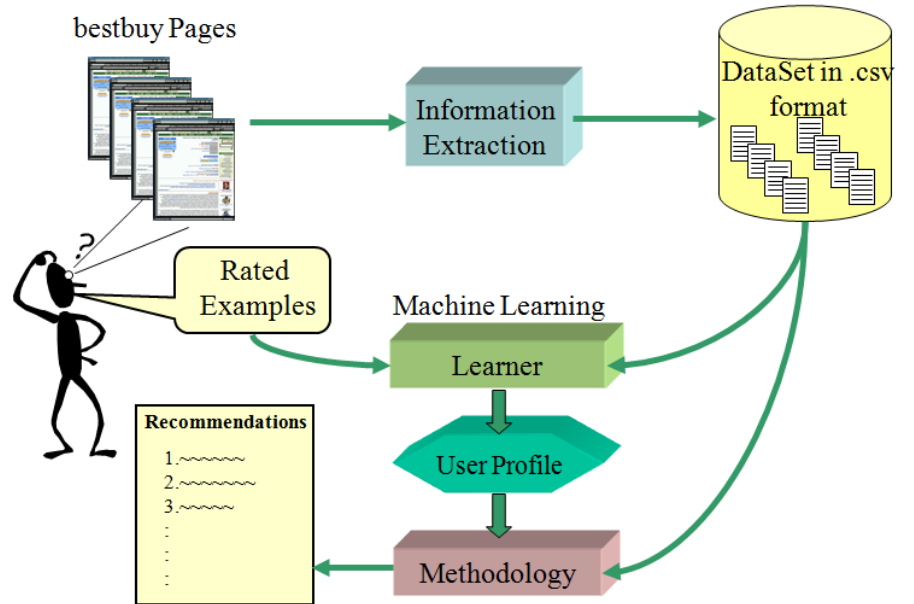 bestbuy Pages
Information
Extraction
DataSet in .csv
format
?
Rated
Examples
Machine Learning
Learner
User Profile
Methodology
Recommendations
1.~~~~~~
2.~~~~~~~
3.~~~~~
:
:
: